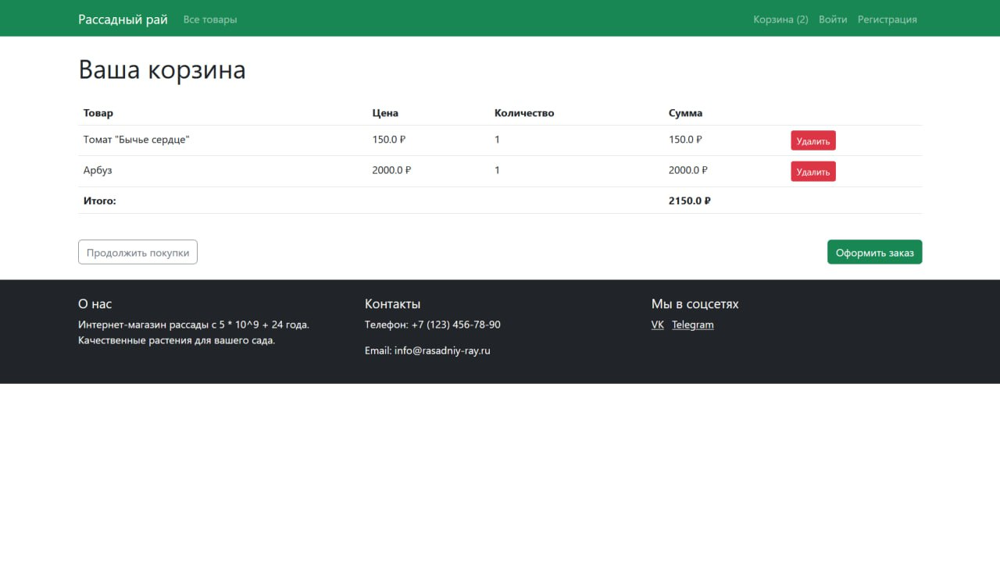 Рассадный рай Все товары Корзина (2) Войти Регистрация
Ваша корзина
Товар Цена Количество Сумма
Томат "Бычье сердце" 150.0 ₽ 1 150.0 ₽ Удалить
Арбуз 2000.0 ₽ 1 2000.0 ₽ Удалить
Итого: 2150.0 ₽
Продолжить покупки Оформить заказ
О нас
Интернет-магазин рассады с 5 * 10^9 + 24 года.
Качественные растения для вашего сада.
Контакты
Телефон: +7 (123) 456-78-90
Email: info@rasadniy-ray.ru
Мы в соцсетях
VK Telegram